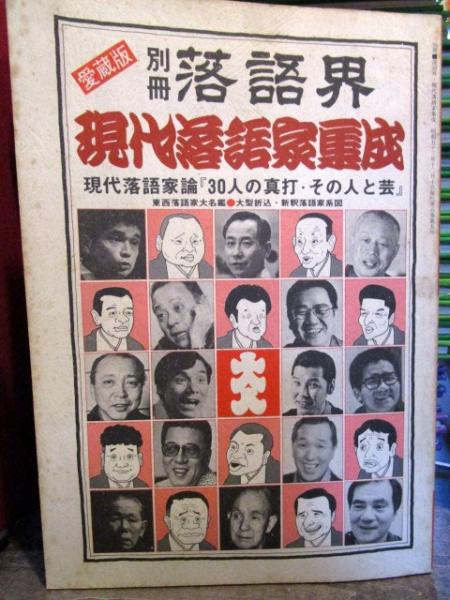 愛蔵版
別冊 落語界
現代落語家集成
現代落語家論『30人の真打・その人と芸』
東西落語家大名鑑●大型折込・新釈落語家系図
大入